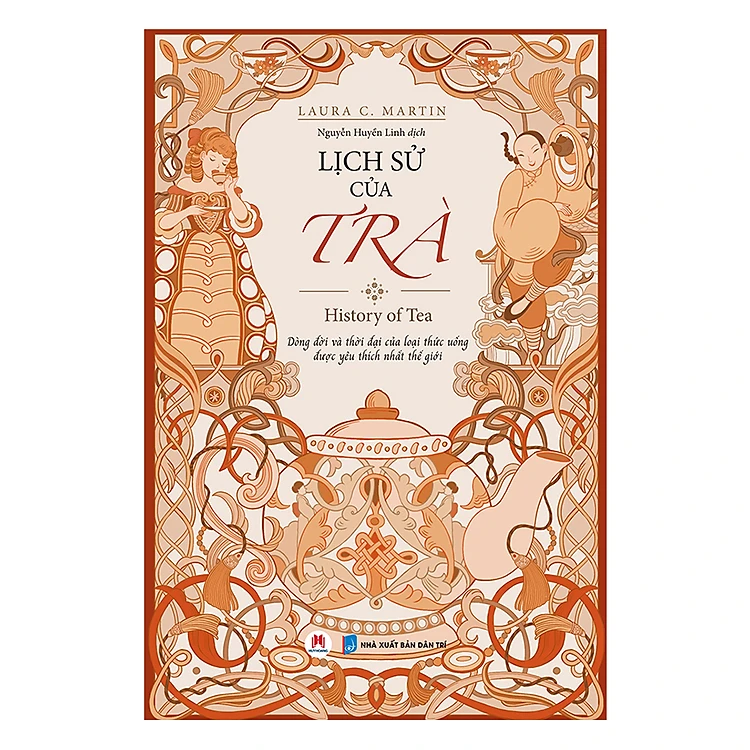 LAURA C. MARTIN
Nguyễn Huyền Linh dịch
LỊCH SỬ
CỦA
TRÀ
History of Tea
Dòng đời và thời đại của loại thức uống
được yêu thích nhất thế giới
HUYHOANG
NHÀ XUẤT BẢN DÂN TRÍ